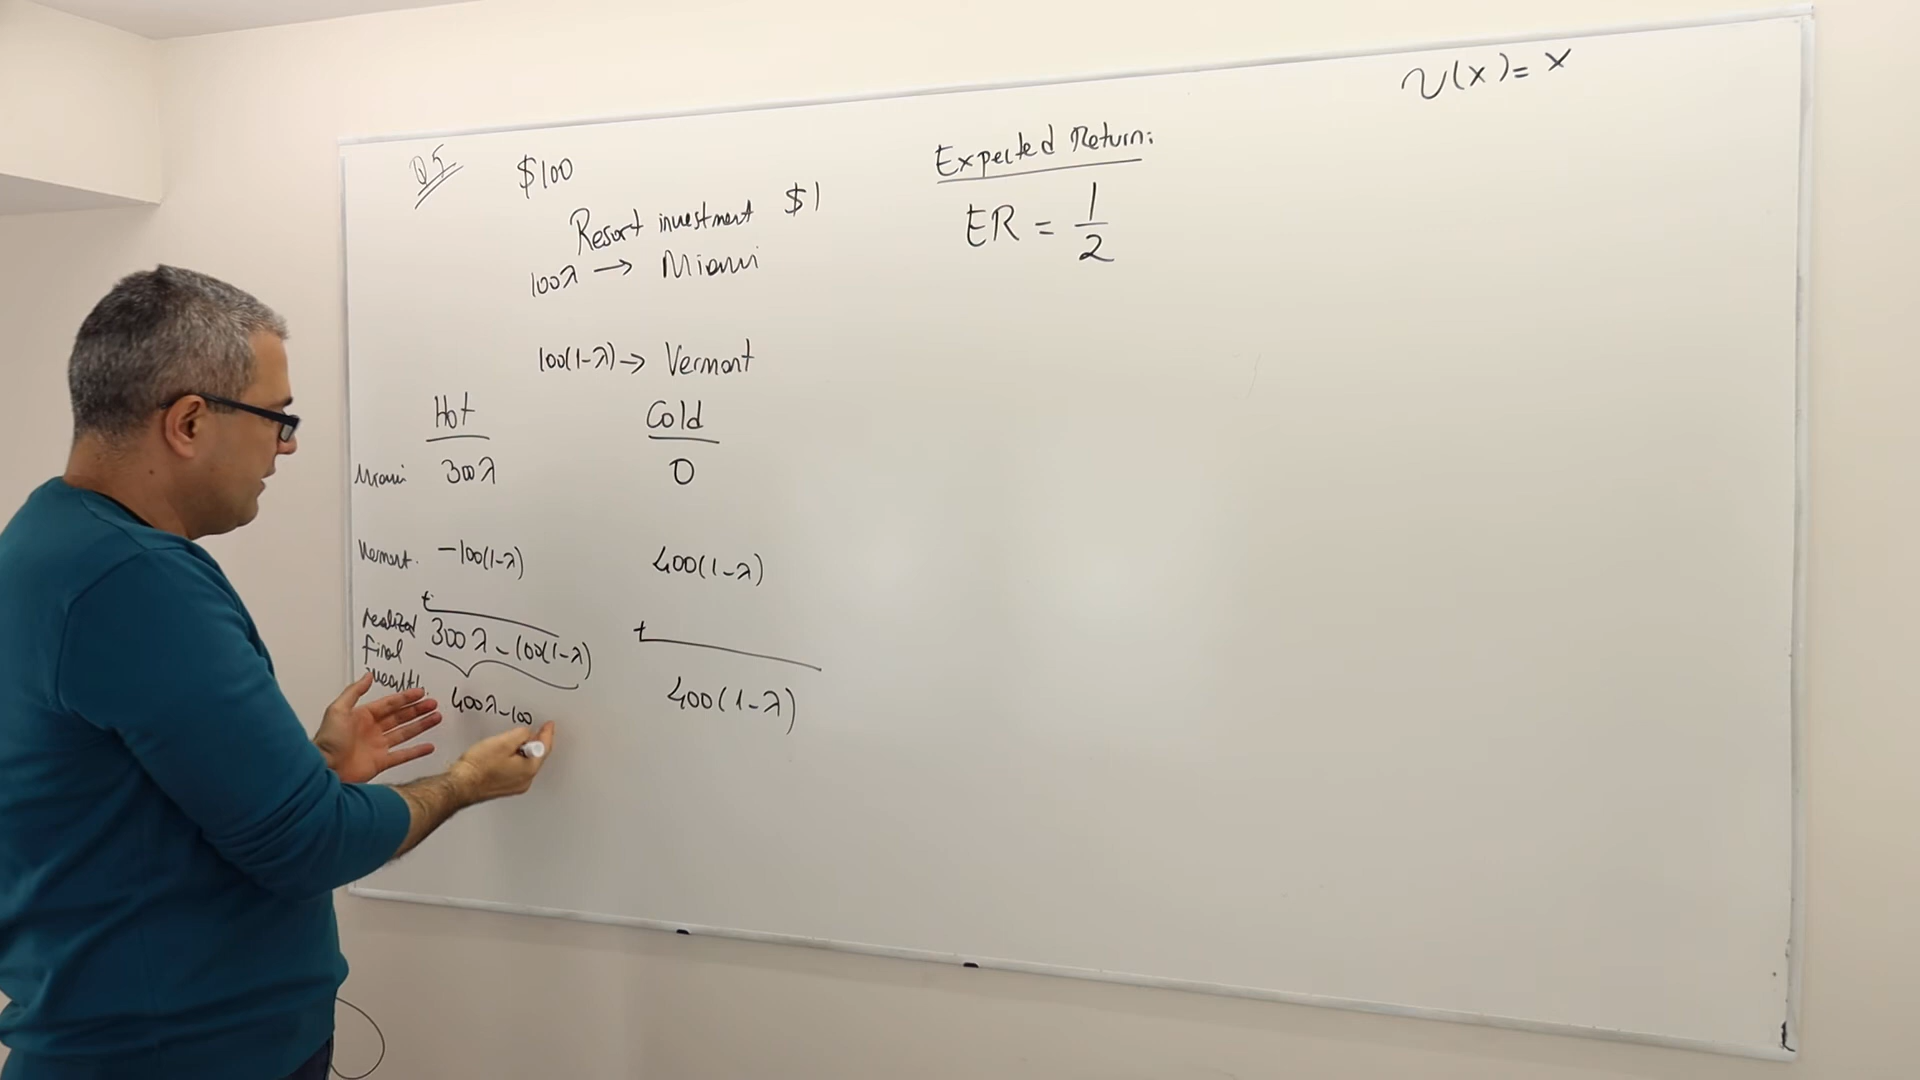 Q5 $100
Resort investment $1
100λ → Miami
100(1-λ) → Vermont
Hot Cold
Miami 300λ 0
Vermont. -100(1-λ) 400(1-λ)
+ +
realized final wealth. 300λ - 100(1-λ) 400(1-λ)
400λ-100
Expected Return:
ER = 1/2
U(x) = x